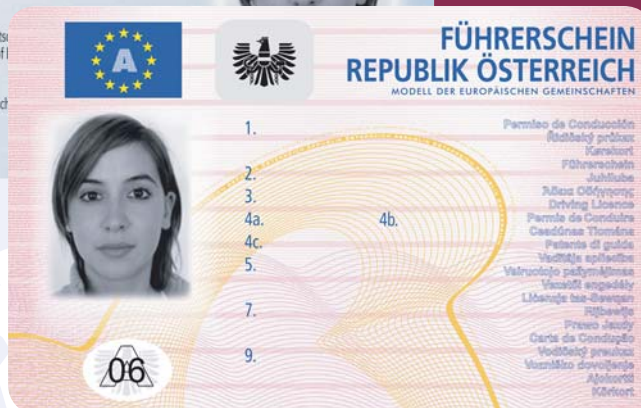 A
FÜHRERSCHEIN
REPUBLIK ÖSTERREICH
MODELL DER EUROPÄISCHEN GEMEINSCHAFTEN
1.
2.
3.
4a. 4b.
4c.
5.
7.
9.
06
Permiso de Conducción
Řidičský průkaz
Kørekort
Führerschein
Juhiluba
Άδεια Οδήγησης
Driving Licence
Permis de Conduire
Ceadúnas Tiomána
Patente di guida
Vadītāja apliecība
Vairuotojo pažymėjimas
Vezetői engedély
Liċenzja tas-Sewqan
Rijbewijs
Prawo Jazdy
Carta de Condução
Vodičský preukaz
Vozniško dovoljenje
Ajokortti
Körkort